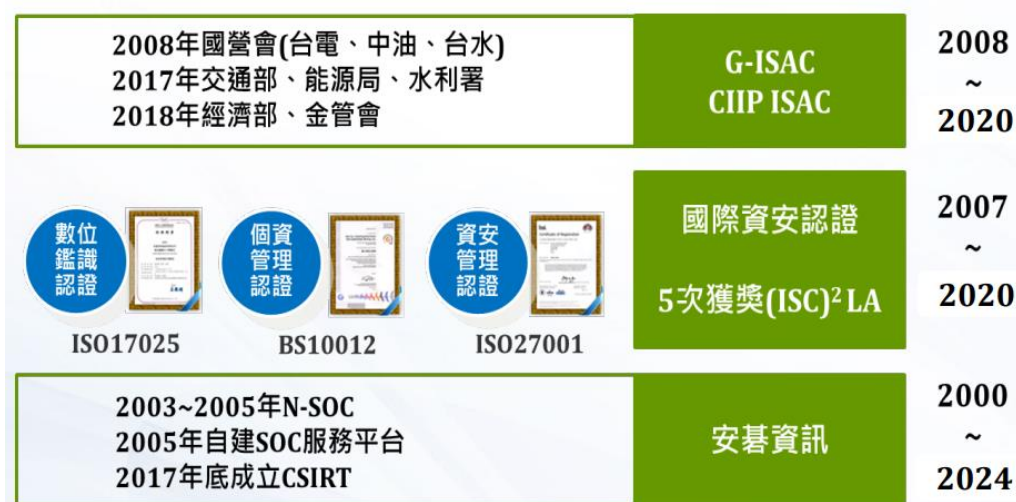 2008年國營會(台電、中油、台水)
2017年交通部、能源局、水利署
2018年經濟部、金管會
G-ISAC
CIIP ISAC
2008
~
2020
數位
鑑識
認證
ISO17025
個資
管理
認證
BS10012
資安
管理
認證
ISO27001
國際資安認證
5次獲獎(ISC)² LA
2007
~
2020
2003~2005年N-SOC
2005年自建SOC服務平台
2017年底成立CSIRT
安碁資訊
2000
~
2024